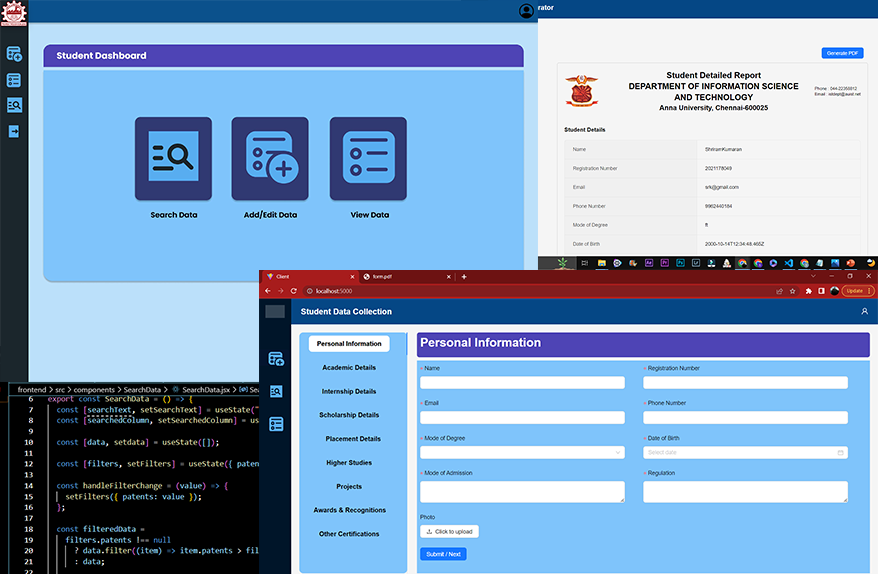 Student Dashboard
Search Data
Add/Edit Data
View Data
rator
Generate PDF
Student Detailed Report
DEPARTMENT OF INFORMATION SCIENCE
AND TECHNOLOGY
Anna University, Chennai-600025
Phone : 044-22358812
Student Details
Name ShriramKumaran
Registration Number 2021178049
Email srk@gmail.com
Phone Number 9962440184
Mode of Degree ft
Date of Birth 2000-10-14T12:34:48.465Z
Client
form.pdf
localhost:5000
Update
Student Data Collection
Personal Information
Academic Details
Internship Details
Scholarship Details
Placement Details
Higher Studies
Projects
Awards & Recognitions
Other Certifications
Personal Information
* Name
* Registration Number
* Email
* Phone Number
* Mode of Degree
* Date of Birth
Select date
* Mode of Admission
* Regulation
Photo
Click to upload
Submit / Next
frontend > src > components > SearchData > SearchData.jsx > Se
6 export const SearchData = () => {
7 const [searchText, setSearchText] = useState("
8 const [searchedColumn, setSearchedColumn] = us
9
10 const [data, setdata] = useState([]);
11
12 const [filters, setFilters] = useState({ paten
13
14 const handleFilterChange = (value) => {
15 setFilters({ patents: value });
16 };
17
18 const filteredData =
19 filters.patents !== null
20 ? data.filter((item) => item.patents > fil
21 : data;
22